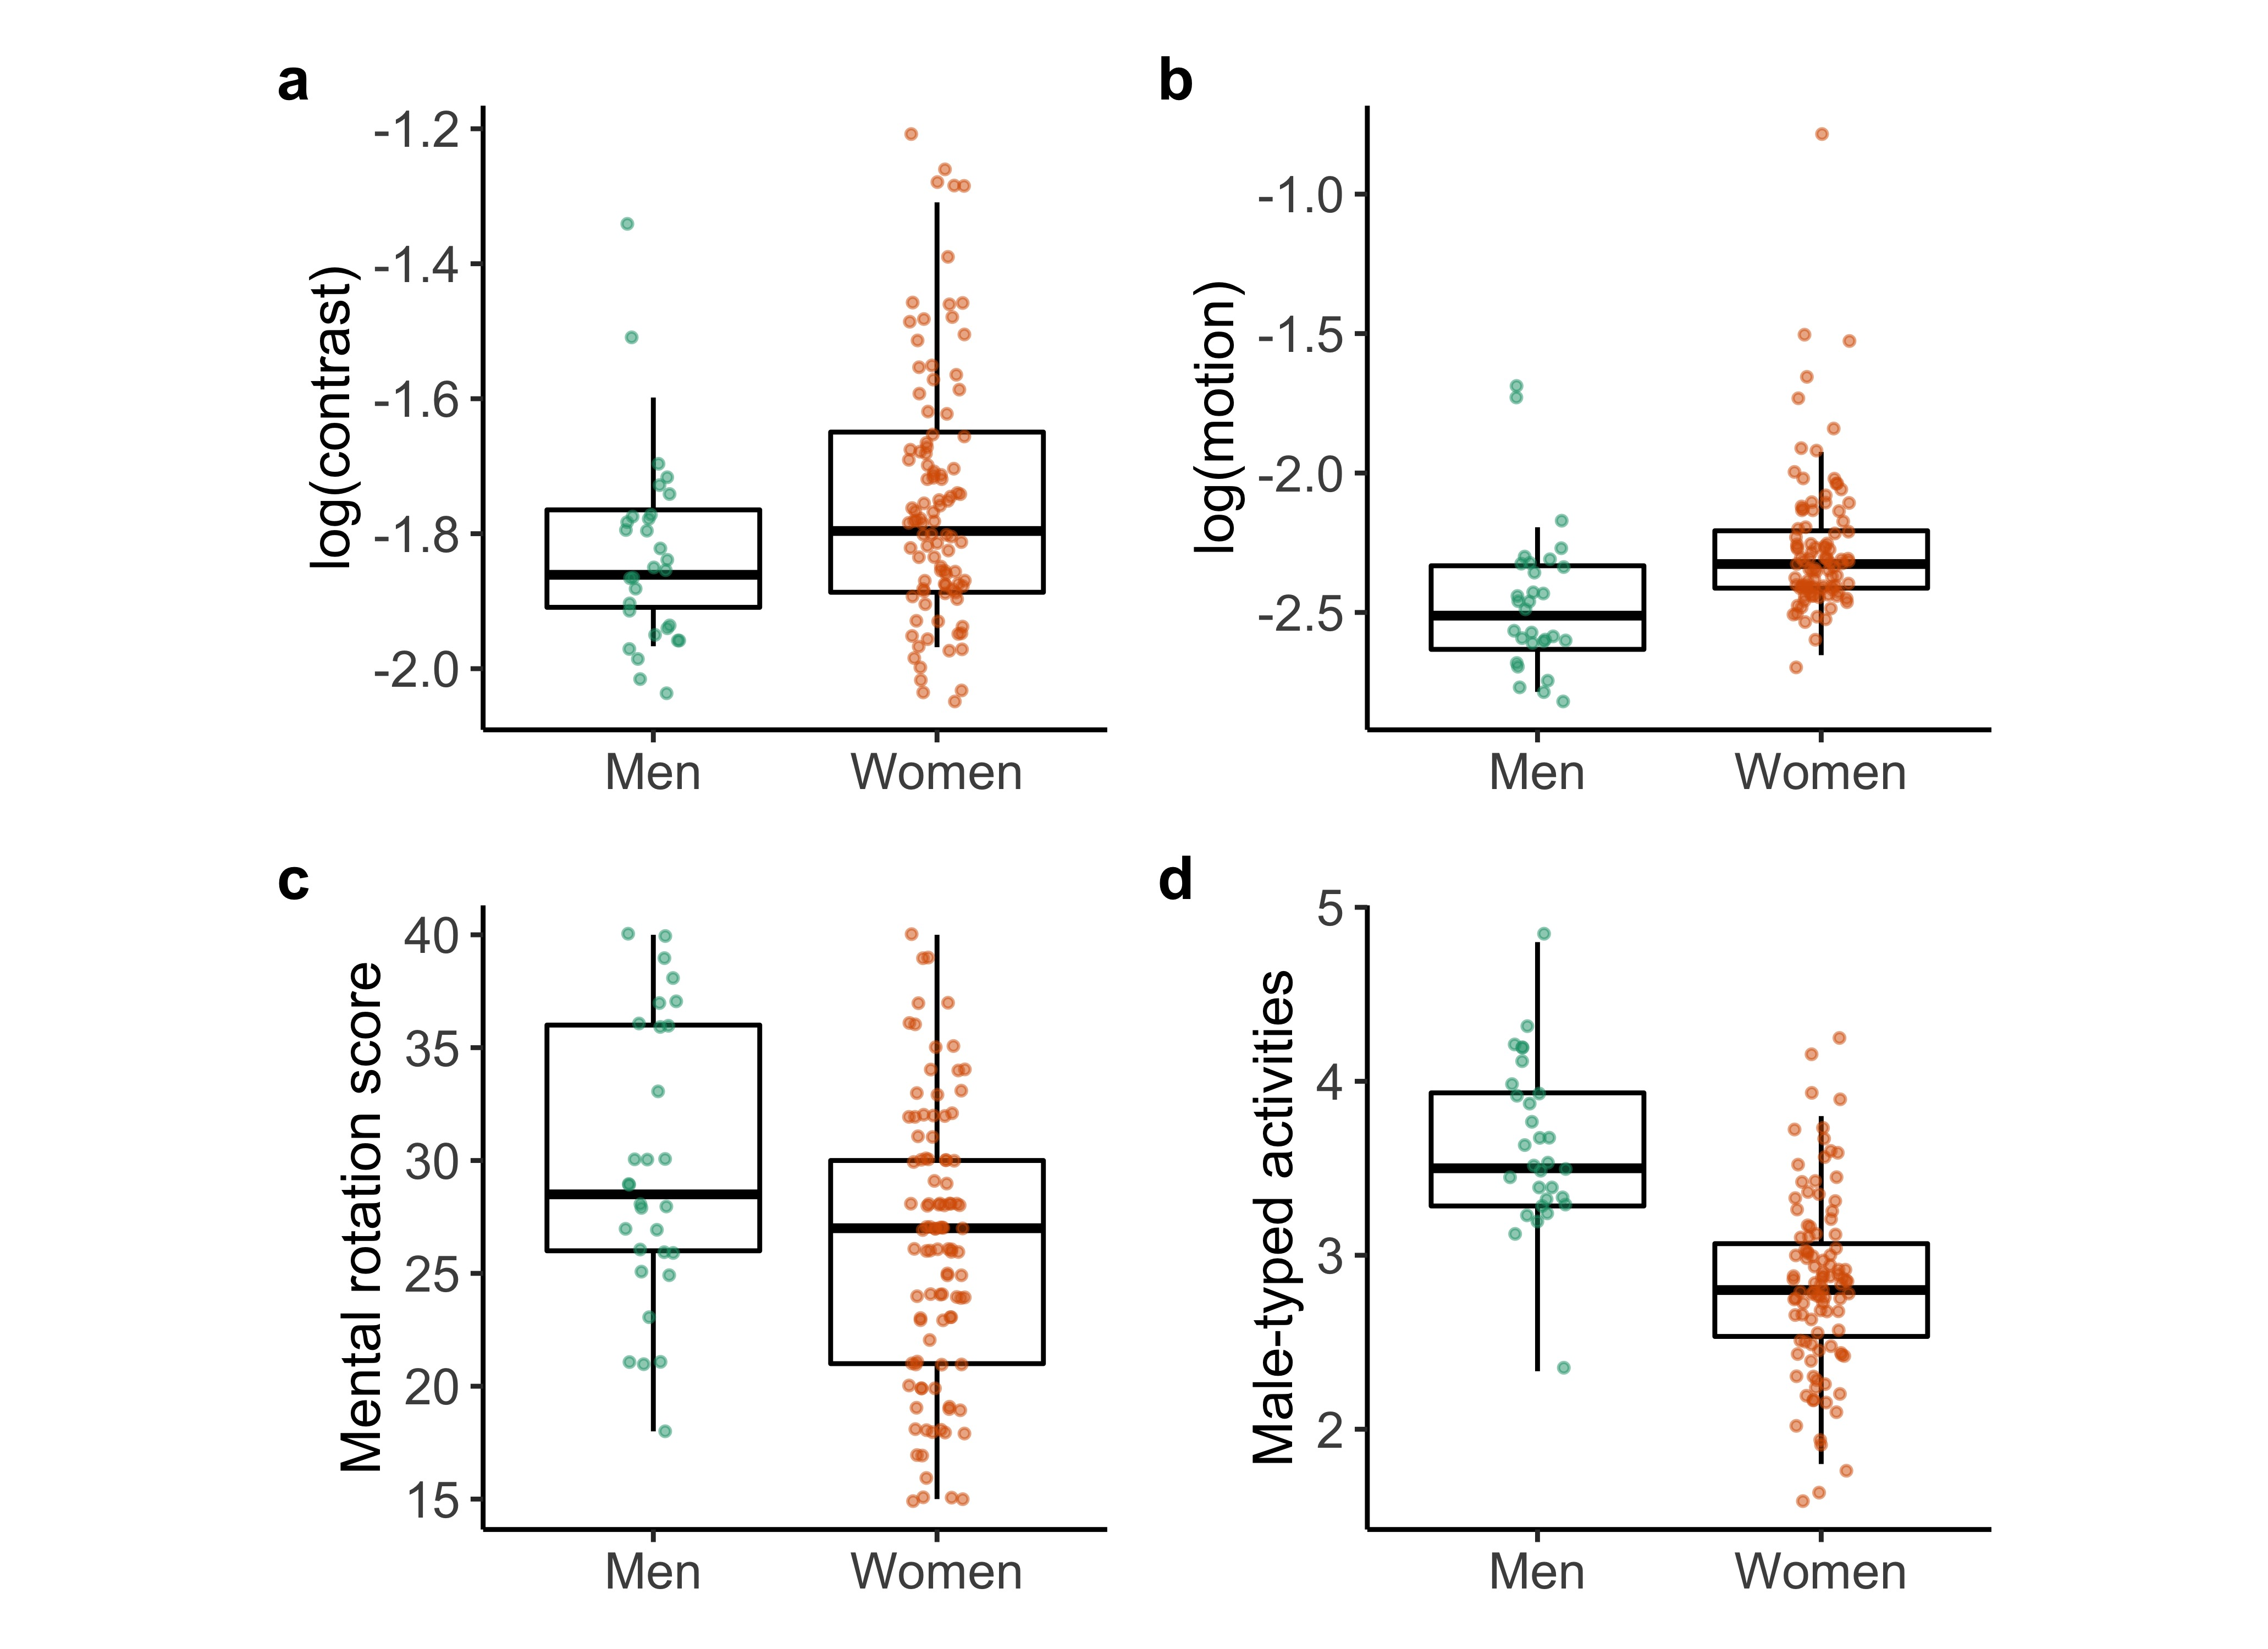 a
log(contrast)
-1.2
-1.4
-1.6
-1.8
-2.0
Men
Women
b
log(motion)
-1.0
-1.5
-2.0
-2.5
Men
Women
c
Mental rotation score
40
35
30
25
20
15
Men
Women
d
Male-typed activities
5
4
3
2
Men
Women